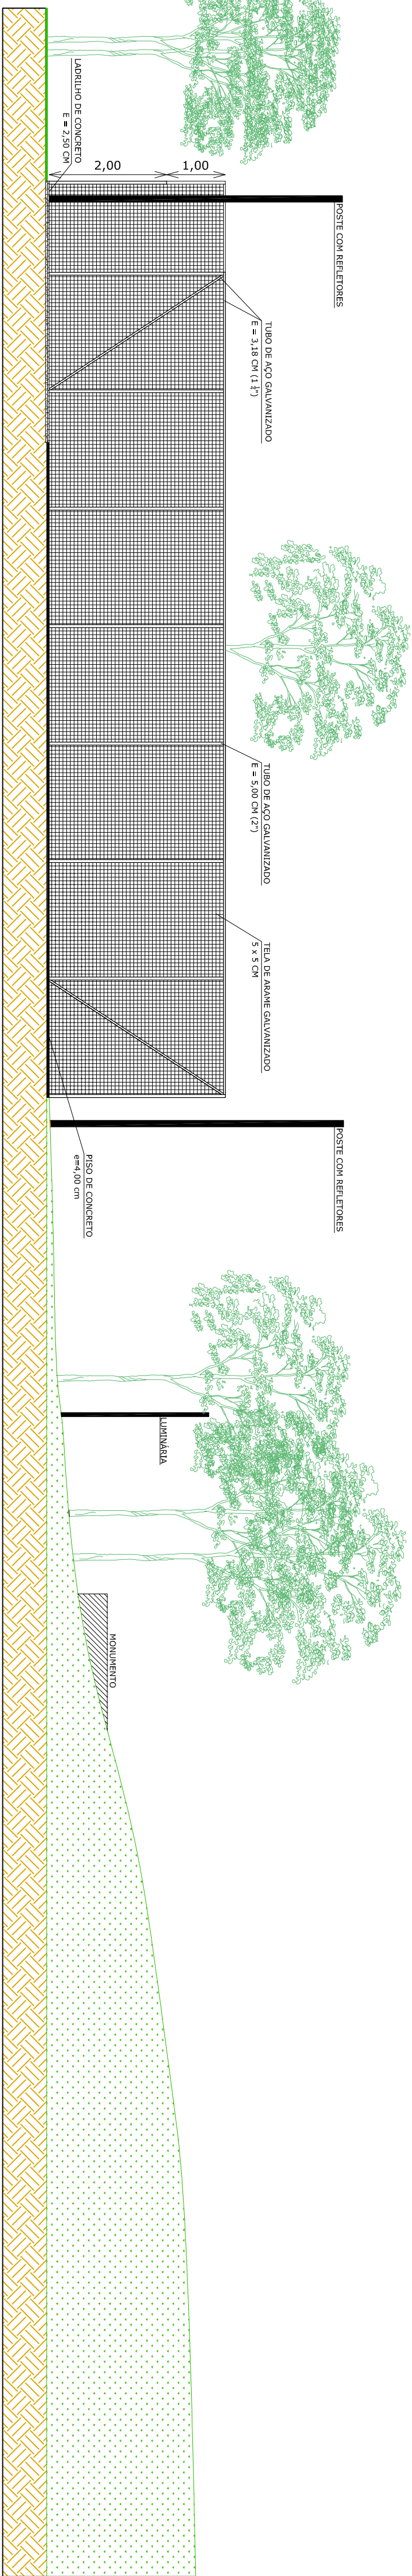 LADRILHO DE CONCRETO
E = 2,50 CM
2,00
1,00
POSTE COM REFLETORES
TUBO DE AÇO GALVANIZADO
E = 3,18 CM (1 1/4")
TUBO DE AÇO GALVANIZADO
E = 5,00 CM (2")
TELA DE ARAME GALVANIZADO
5 x 5 CM
PISO DE CONCRETO
e=4,00 cm
POSTE COM REFLETORES
LUMINÁRIA
MONUMENTO